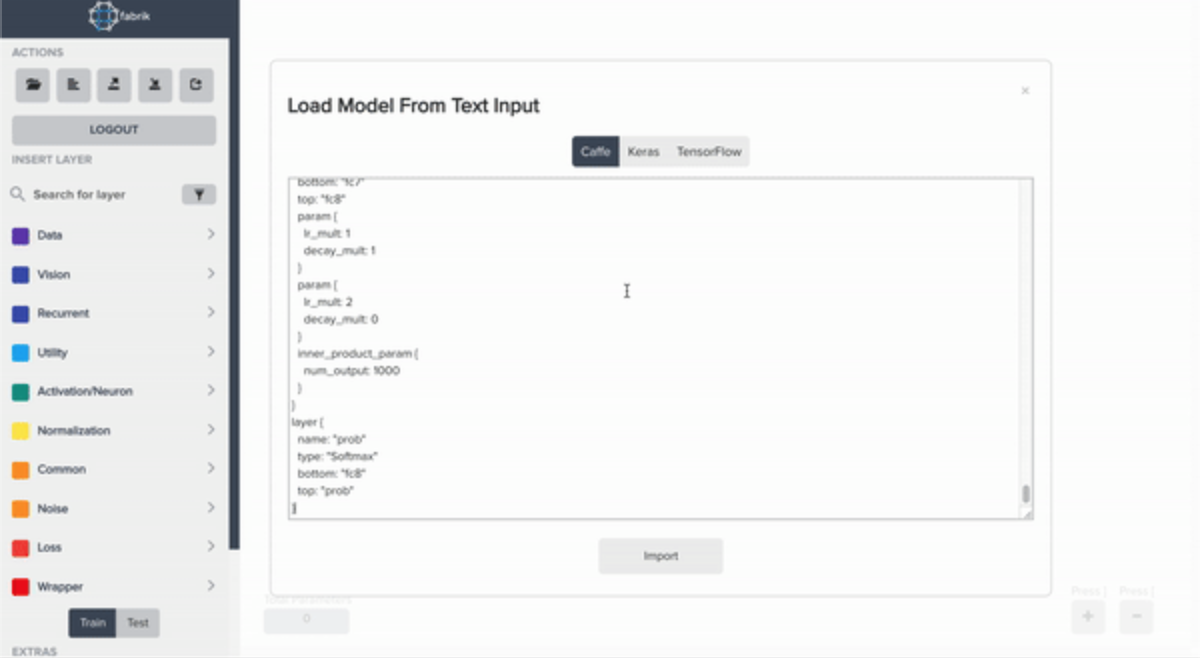 fabrik
ACTIONS
LOGOUT
INSERT LAYER
Search for layer
Data
Vision
Recurrent
Utility
Activation/Neuron
Normalization
Common
Noise
Loss
Wrapper
Train Test
EXTRAS
Load Model From Text Input
×
Caffe Keras TensorFlow
bottom: "fc7"
top: "fc8"
param {
lr_mult: 1
decay_mult: 1
}
param {
lr_mult: 2
decay_mult: 0
}
inner_product_param {
num_output: 1000
}
}
layer {
name: "prob"
type: "Softmax"
bottom: "fc8"
top: "prob"
}
Import
Total Parameters
0
Press [ Press ]
+ −